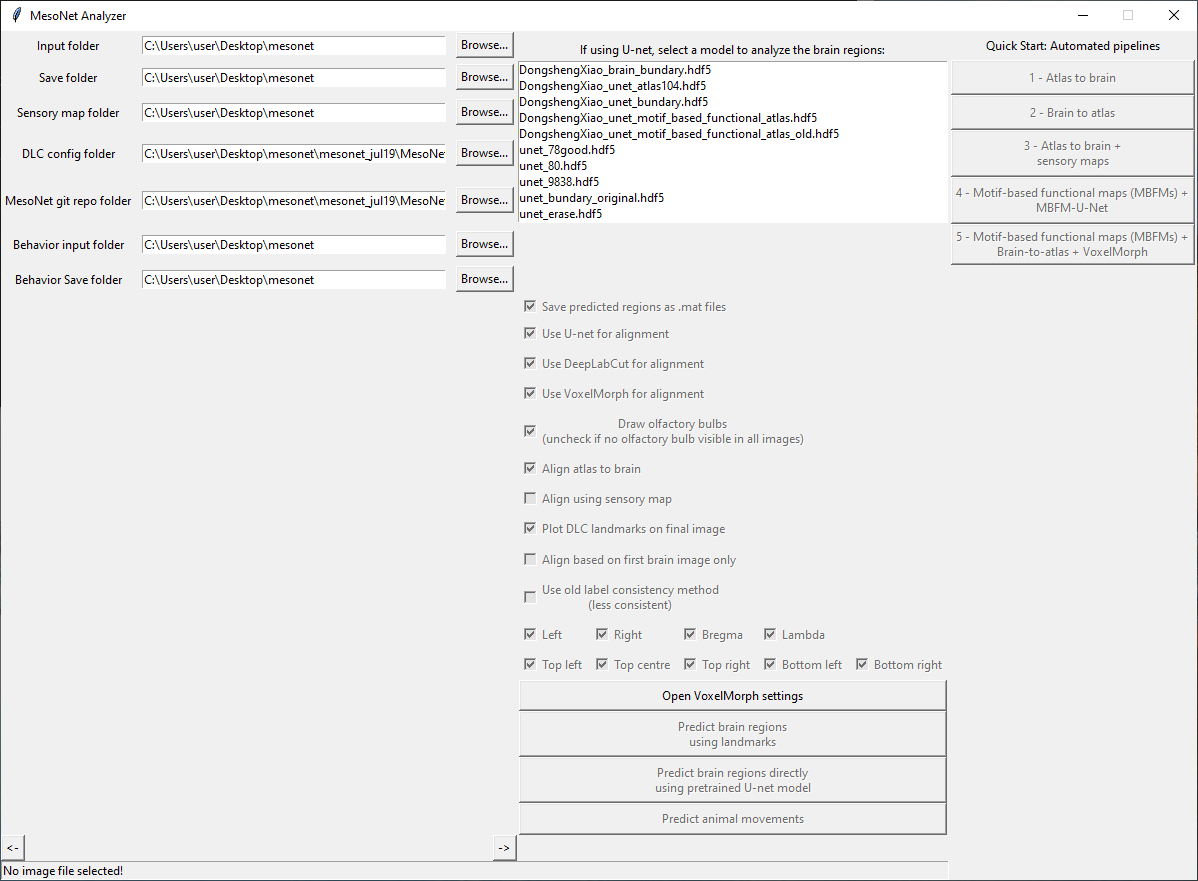 MesoNet Analyzer
Input folder
C:\Users\user\Desktop\mesonet
Browse...
Save folder
C:\Users\user\Desktop\mesonet
Browse...
Sensory map folder
C:\Users\user\Desktop\mesonet
Browse...
DLC config folder
C:\Users\user\Desktop\mesonet\mesonet_jul19\MesoNe
Browse...
MesoNet git repo folder
C:\Users\user\Desktop\mesonet\mesonet_jul19\MesoNe
Browse...
Behavior input folder
C:\Users\user\Desktop\mesonet
Browse...
Behavior Save folder
C:\Users\user\Desktop\mesonet
Browse...
If using U-net, select a model to analyze the brain regions:
DongshengXiao_brain_bundary.hdf5
DongshengXiao_unet_atlas104.hdf5
DongshengXiao_unet_bundary.hdf5
DongshengXiao_unet_motif_based_functional_atlas.hdf5
DongshengXiao_unet_motif_based_functional_atlas_old.hdf5
unet_78good.hdf5
unet_80.hdf5
unet_9838.hdf5
unet_bundary_original.hdf5
unet_erase.hdf5
Quick Start: Automated pipelines
1 - Atlas to brain
2 - Brain to atlas
3 - Atlas to brain +
sensory maps
4 - Motif-based functional maps (MBFMs) +
MBFM-U-Net
5 - Motif-based functional maps (MBFMs) +
Brain-to-atlas + VoxelMorph
Save predicted regions as .mat files
Use U-net for alignment
Use DeepLabCut for alignment
Use VoxelMorph for alignment
Draw olfactory bulbs
(uncheck if no olfactory bulb visible in all images)
Align atlas to brain
Align using sensory map
Plot DLC landmarks on final image
Align based on first brain image only
Use old label consistency method
(less consistent)
Left Right Bregma Lambda
Top left Top centre Top right Bottom left Bottom right
Open VoxelMorph settings
Predict brain regions
using landmarks
Predict brain regions directly
using pretrained U-net model
Predict animal movements
<- ->
No image file selected!